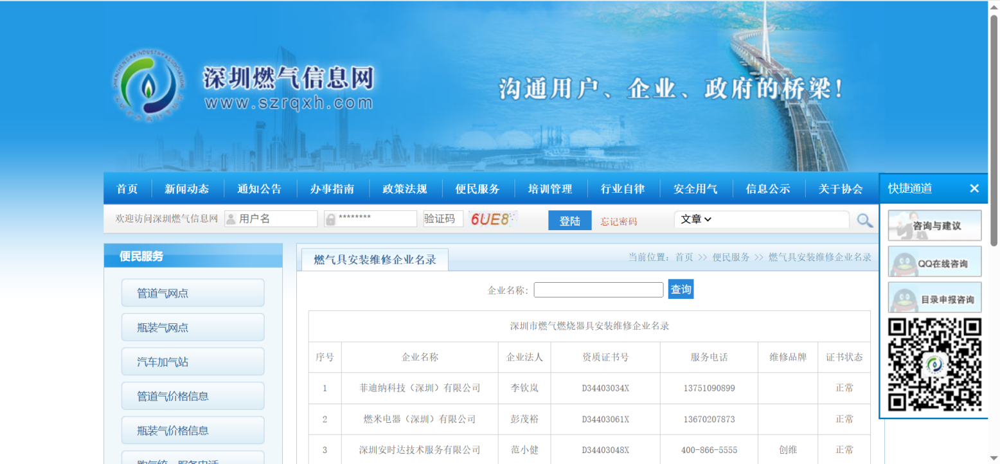 SHENZHEN GAS INDUSTRY ASSOCIATION
深圳燃气信息网
www.szrqxh.com
沟通用户、企业、政府的桥梁!
首页 新闻动态 通知公告 办事指南 政策法规 便民服务 培训管理 行业自律 安全用气 信息公示 关于协会
欢迎访问深圳燃气信息网 用户名 ******** 验证码 6UE8 登陆 忘记密码 文章
快捷通道 ×
咨询与建议
QQ在线咨询
目录申报咨询
便民服务
管道气网点
瓶装气网点
汽车加气站
管道气价格信息
瓶装气价格信息
燃气具安装维修企业名录
当前位置: 首页 >> 便民服务 >> 燃气具安装维修企业名录
企业名称: 查询
深圳市燃气燃烧器具安装维修企业名录
序号 企业名称 企业法人 资质证书号 服务电话 维修品牌 证书状态
1 菲迪纳科技（深圳）有限公司 李钦岚 D34403034X 13751090899 正常
2 燃米电器（深圳）有限公司 彭茂裕 D34403061X 13670207873 正常
3 深圳安时达技术服务有限公司 范小健 D34403048X 400-866-5555 创维 正常